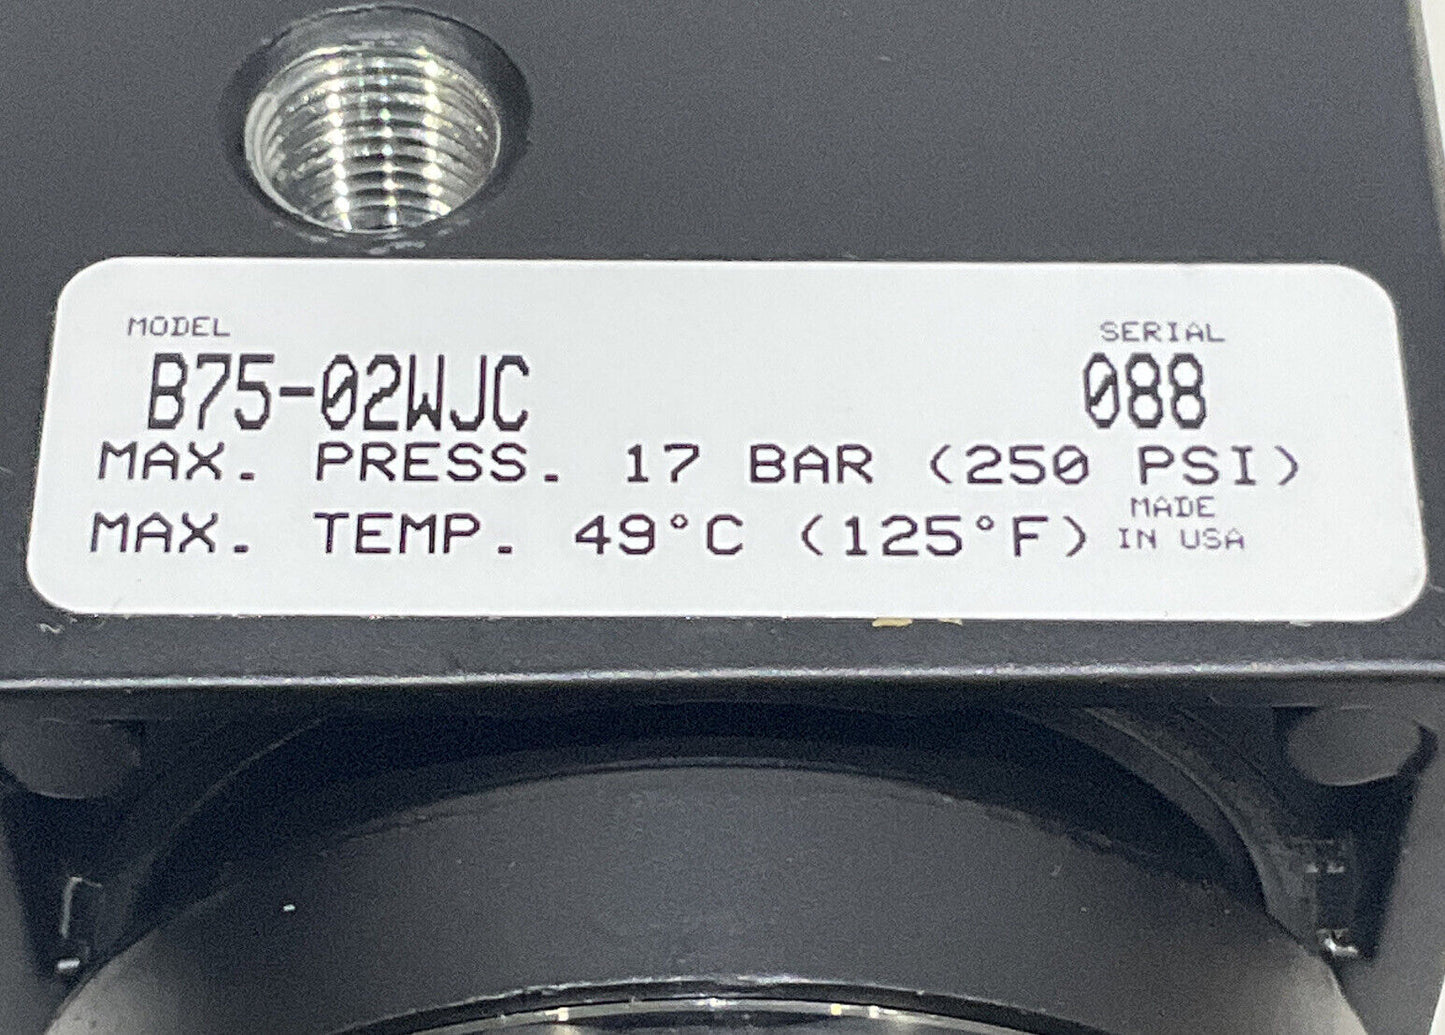 MODEL SERIAL
B75-02WJC 088
MAX. PRESS. 17 BAR (250 PSI)
MAX. TEMP. 49°C (125°F) MADE
IN USA